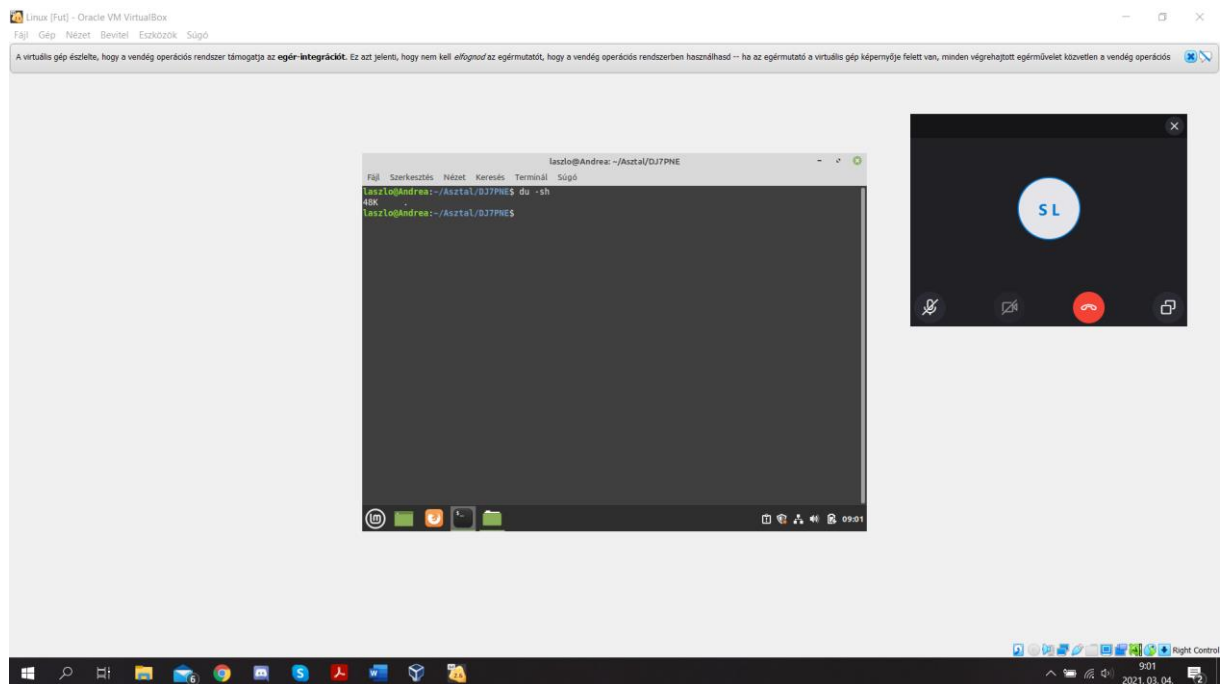 Linux [Fut] - Oracle VM VirtualBox
Fájl Gép Nézet Bevitel Eszközök Súgó
A virtuális gép észlelte, hogy a vendég operációs rendszer támogatja az egér-integrációt. Ez azt jelenti, hogy nem kell elfognod az egérmutatót, hogy a vendég operációs rendszerben használhasd -- ha az egérmutató a virtuális gép képernyője felett van, minden végrehajtott egérművelet közvetlen a vendég operációs
laszlo@Andrea: ~/Asztal/DJ7PNE
Fájl Szerkesztés Nézet Keresés Terminál Súgó
laszlo@Andrea:~/Asztal/DJ7PNE$ du -sh
48K .
laszlo@Andrea:~/Asztal/DJ7PNE$
S L
09:01
Right Control
6
9:01
2021. 03. 04.
2